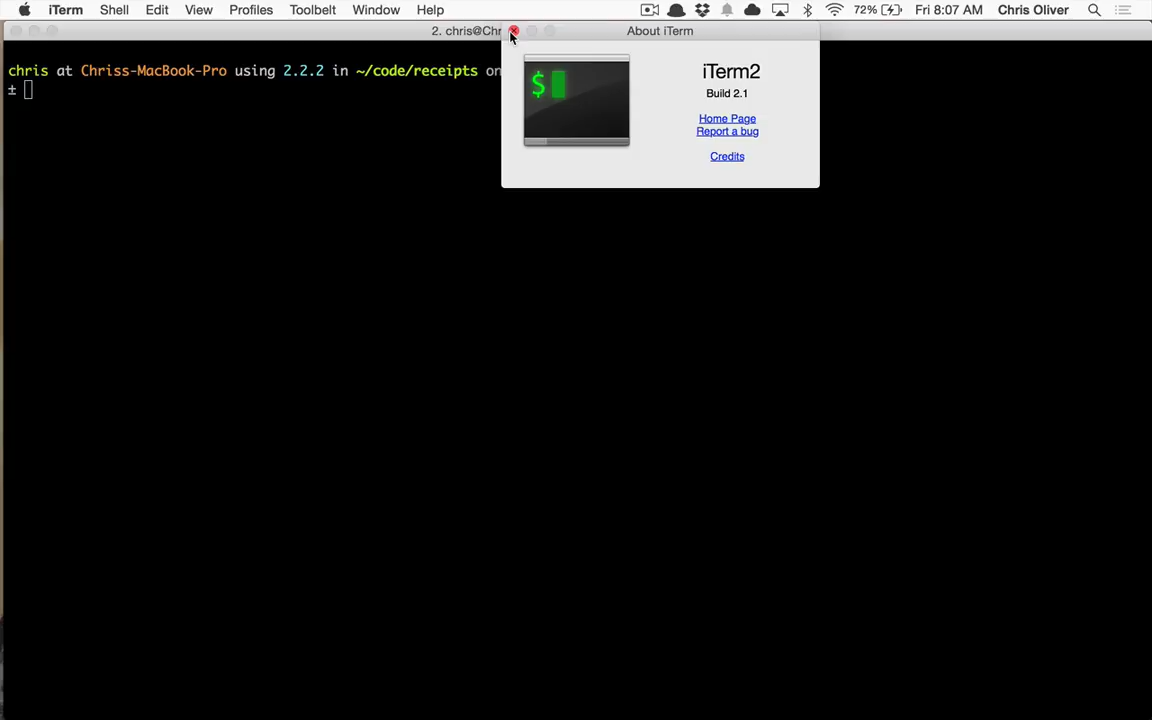 iTerm Shell Edit View Profiles Toolbelt Window Help 72% Fri 8:07 AM Chris Oliver
2. chris@Chr
About iTerm
chris at Chriss-MacBook-Pro using 2.2.2 in ~/code/receipts on
±
$
iTerm2
Build 2.1
Home Page
Report a bug
Credits